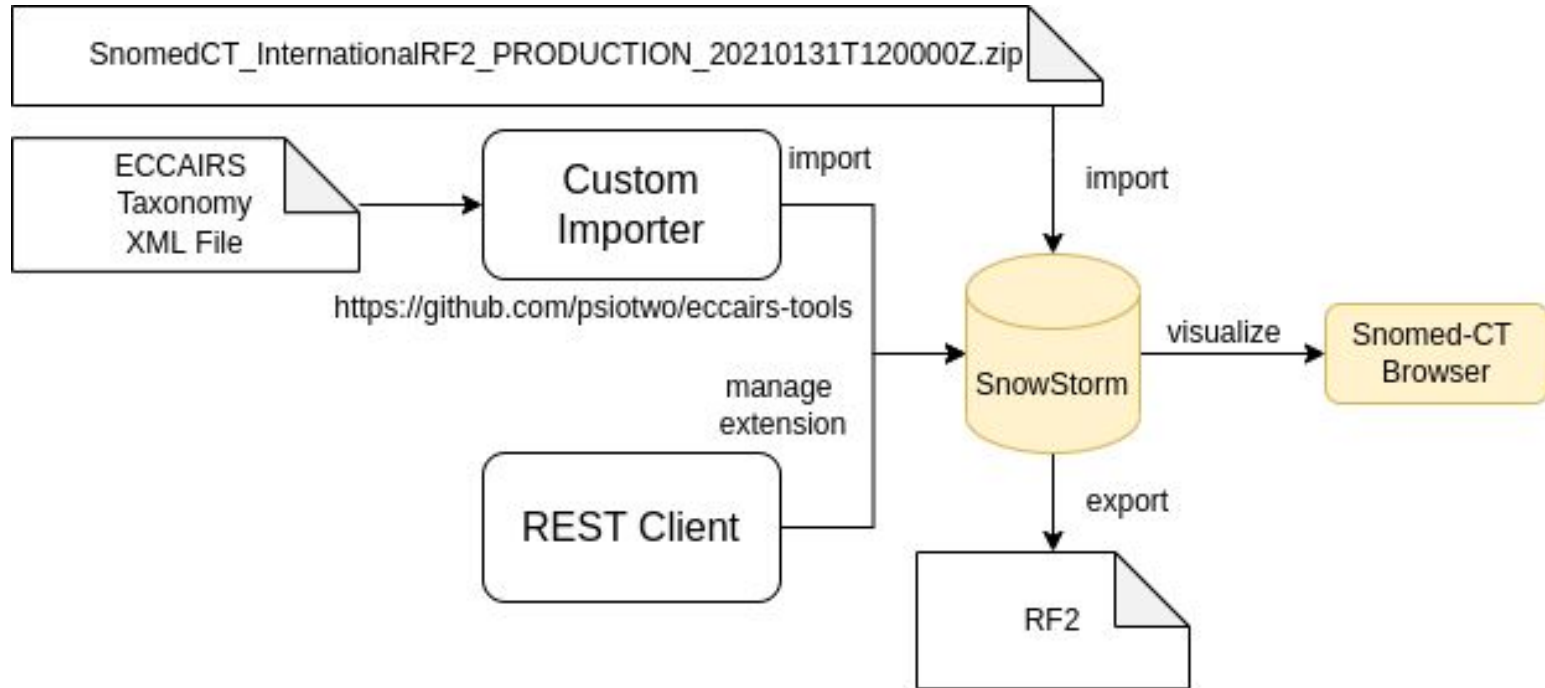 SnomedCT_InternationalRF2_PRODUCTION_20210131T120000Z.zip
ECCAIRS
Taxonomy
XML File
Custom
Importer
import
import
https://github.com/psiotwo/eccairs-tools
manage
extension
REST Client
SnowStorm
visualize
Snomed-CT
Browser
export
RF2